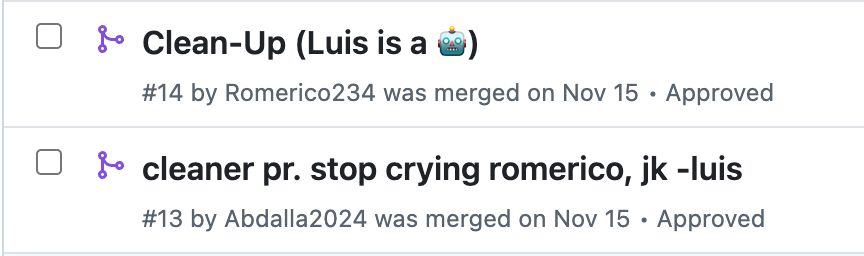 Clean-Up (Luis is a 🤖)
#14 by Romerico234 was merged on Nov 15 • Approved
cleaner pr. stop crying romerico, jk -luis
#13 by Abdalla2024 was merged on Nov 15 • Approved